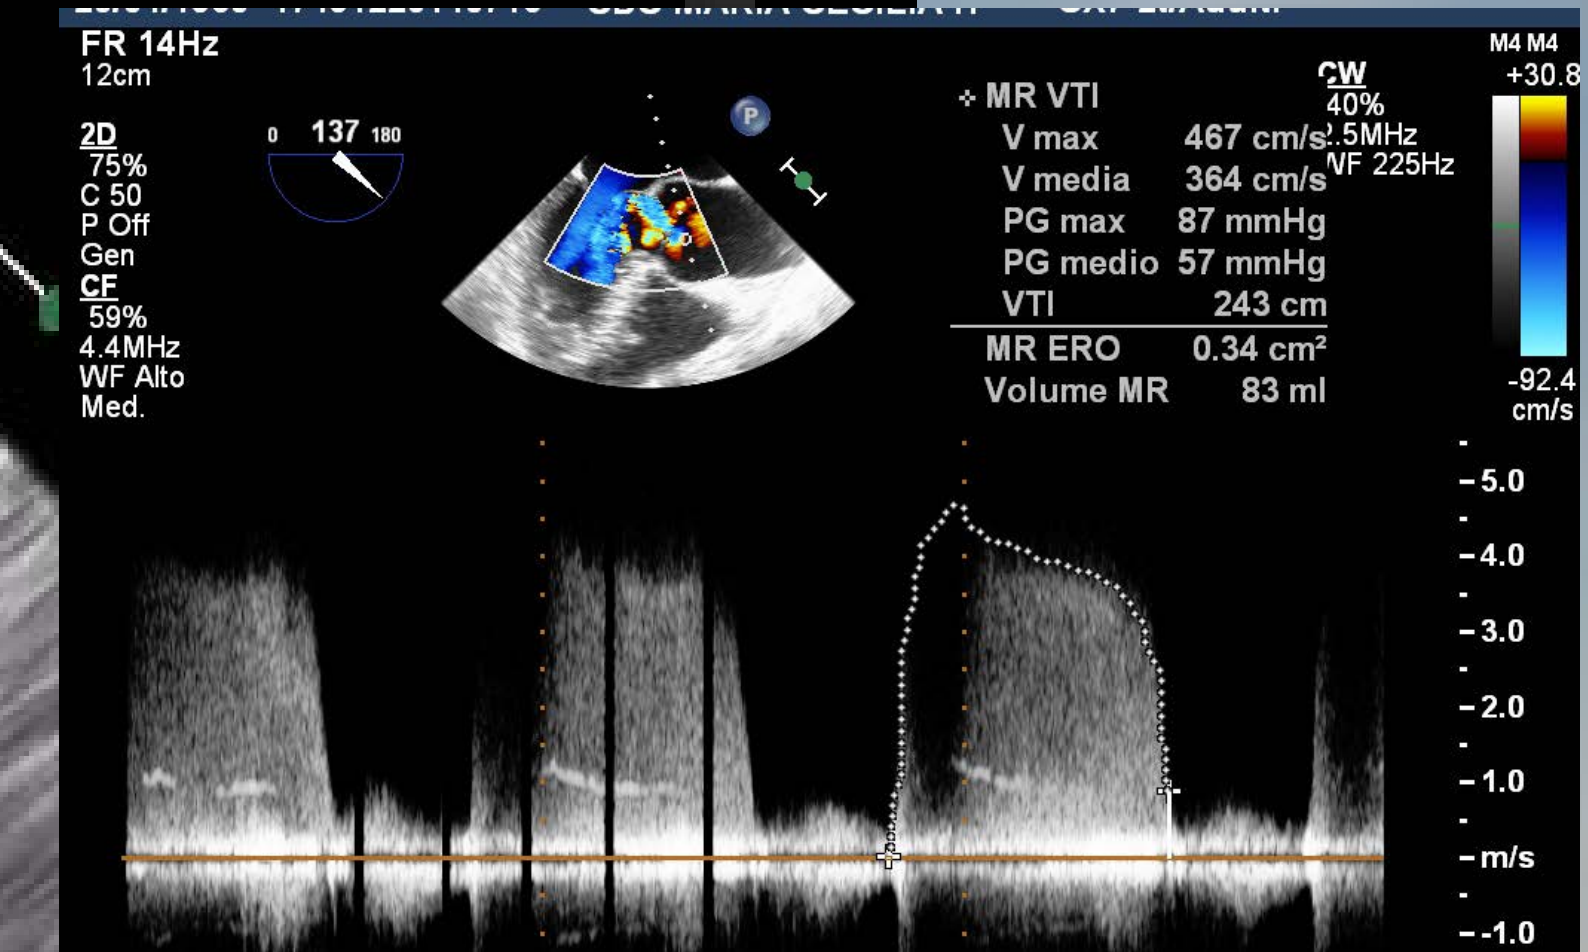 FR 14Hz
12cm
2D
75%
C 50
P Off
Gen
CF
59%
4.4MHz
WF Alto
Med.
0 137 180
P
MR VTI
V max 467 cm/s
V media 364 cm/s
PG max 87 mmHg
PG medio 57 mmHg
VTI 243 cm
MR ERO 0.34 cm²
Volume MR 83 ml
CW
40%
.5MHz
WF 225Hz
M4 M4
+30.8
-92.4
cm/s
5.0
4.0
3.0
2.0
1.0
m/s
-1.0